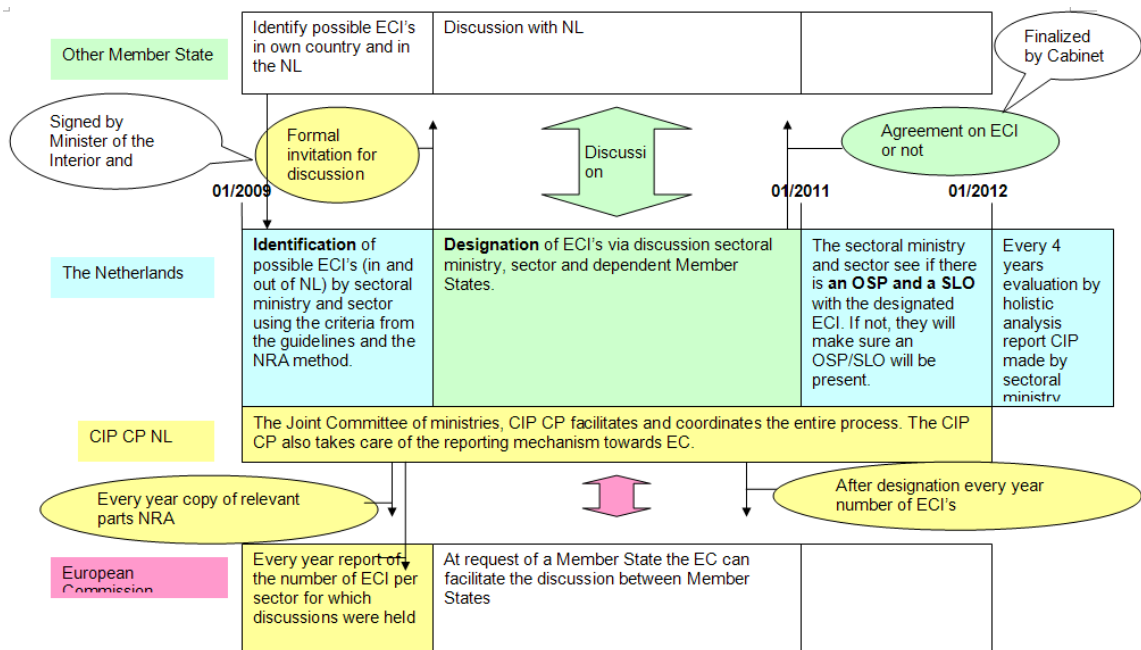 Identify possible ECI's
in own country and in
the NL
Discussion with NL
Finalized
by Cabinet
Other Member State
Signed by
Minister of the
Interior and
Formal
invitation for
discussion
Discussi
on
Agreement on ECI
or not
01/2009
01/2011
01/2012
The Netherlands
Identification of
possible ECI's (in and
out of NL) by sectoral
ministry and sector
using the criteria from
the guidelines and the
NRA method.
Designation of ECI's via discussion sectoral
ministry, sector and dependent Member
States.
The sectoral ministry
and sector see if there
is an OSP and a SLO
with the designated
ECI. If not, they will
make sure an
OSP/SLO will be
present.
Every 4
years
evaluation by
holistic
analysis
report CIP
made by
sectoral
ministry
CIP CP NL
The Joint Committee of ministries, CIP CP facilitates and coordinates the entire process. The CIP
CP also takes care of the reporting mechanism towards EC.
Every year copy of relevant
parts NRA
After designation every year
number of ECI's
European
Commission
Every year report of
the number of ECI per
sector for which
discussions were held
At request of a Member State the EC can
facilitate the discussion between Member
States